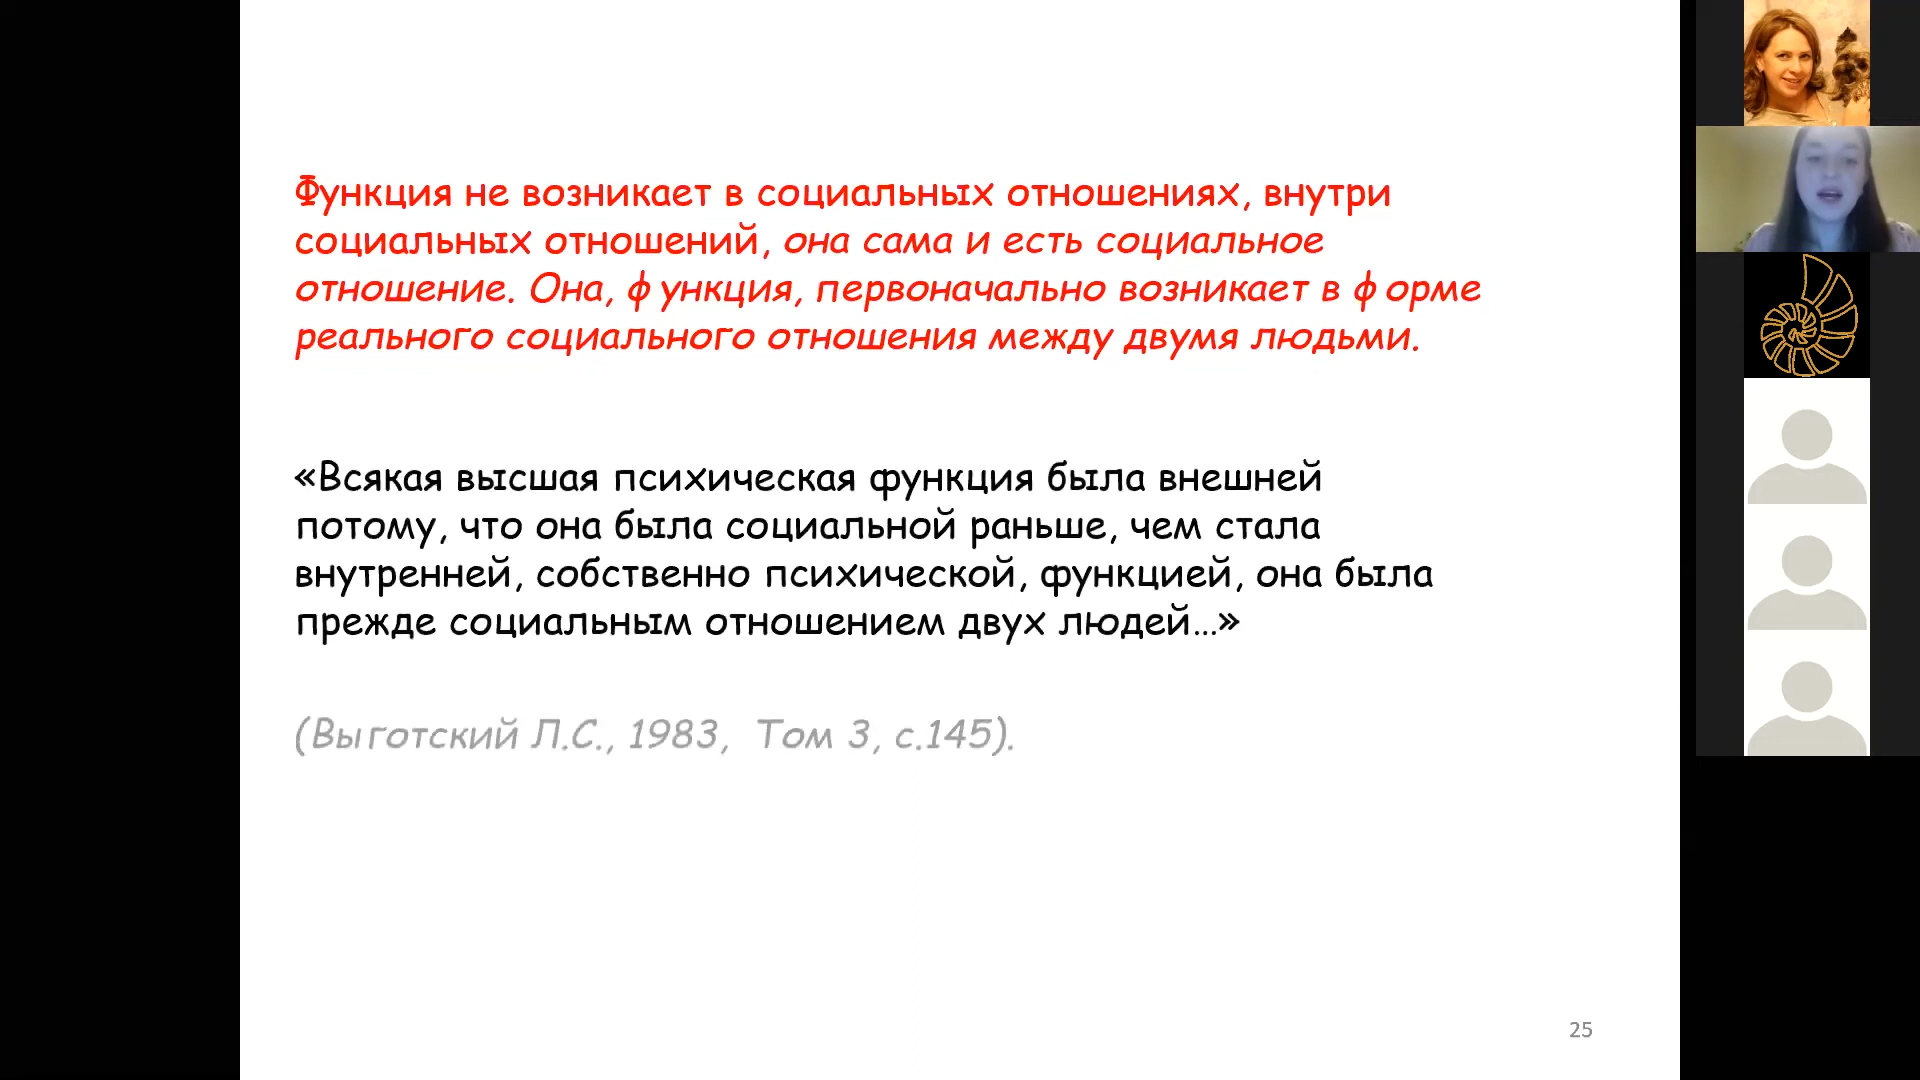 Функция не возникает в социальных отношениях, внутри
социальных отношений, она сама и есть социальное
отношение. Она, ф ункция, первоначально возникает в ф орме
реального социального отношения между двумя людьми.
«Всякая высшая психическая функция была внешней
потому, что она была социальной раньше, чем стала
внутренней, собственно психической, функцией, она была
прежде социальным отношением двух людей…»
(Выготский Л.С., 1983, Том 3, с.145).
25